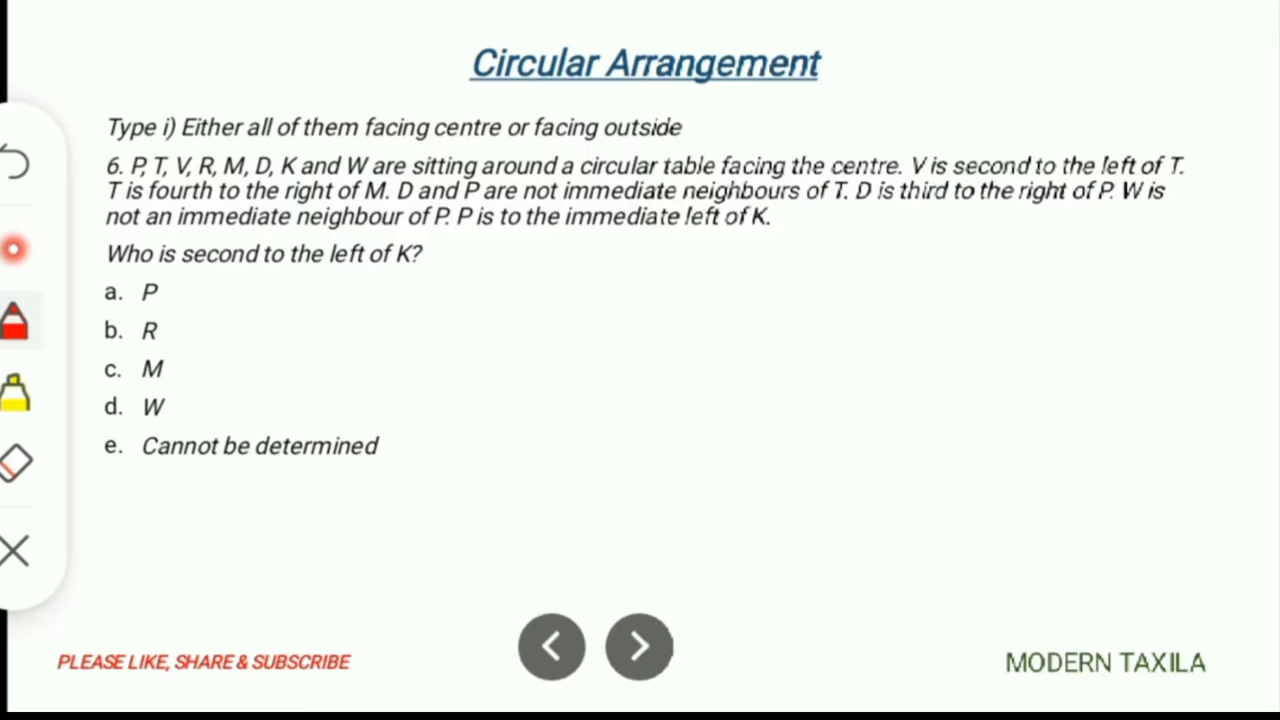 Circular Arrangement
Type i) Either all of them facing centre or facing outside
6. P, T, V, R, M, D, K and W are sitting around a circular table facing the centre. V is second to the left of T.
T is fourth to the right of M. D and P are not immediate neighbours of T. D is third to the right of P. W is
not an immediate neighbour of P. P is to the immediate left of K.
Who is second to the left of K?
a. P
b. R
c. M
d. W
e. Cannot be determined
PLEASE LIKE, SHARE & SUBSCRIBE
MODERN TAXILA